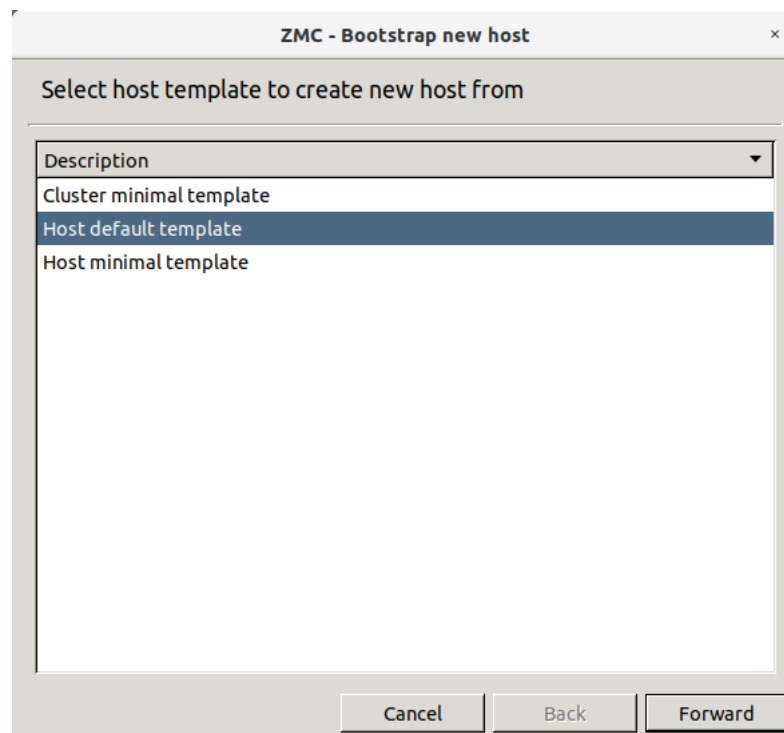 ZMC - Bootstrap new host
Select host template to create new host from
Description
Cluster minimal template
Host default template
Host minimal template
Cancel Back Forward